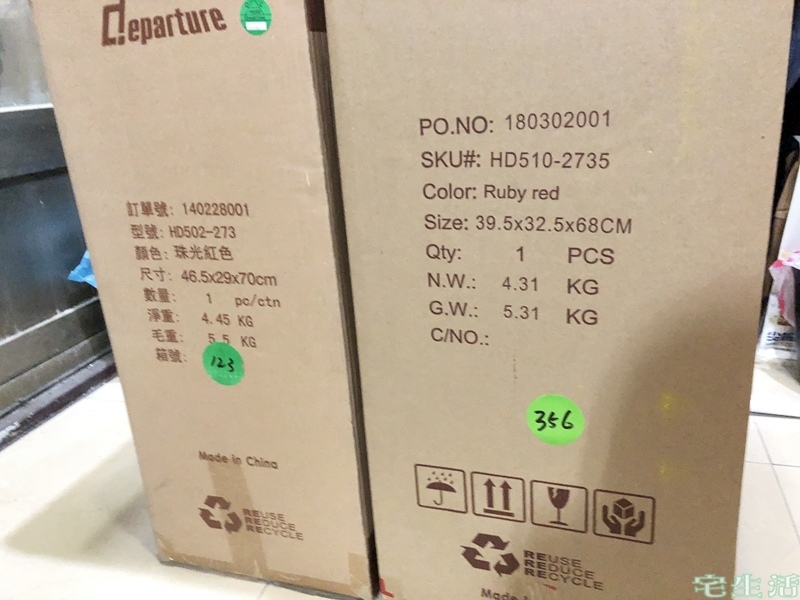 departure
訂單號: 140228001
型號: HD502-273
顏色: 珠光紅色
尺寸: 46.5x29x70cm
數量: 1 pc/ctn
淨重: 4.45 KG
毛重: 5.5 KG
箱號:
123
Made in China
REUSE
REDUCE
RECYCLE
PO.NO: 180302001
SKU#: HD510-2735
Color: Ruby red
Size: 39.5x32.5x68CM
Qty: 1 PCS
N.W.: 4.31 KG
G.W.: 5.31 KG
C/NO.:
356
REUSE
REDUCE
RECYCLE
Made
宅生活